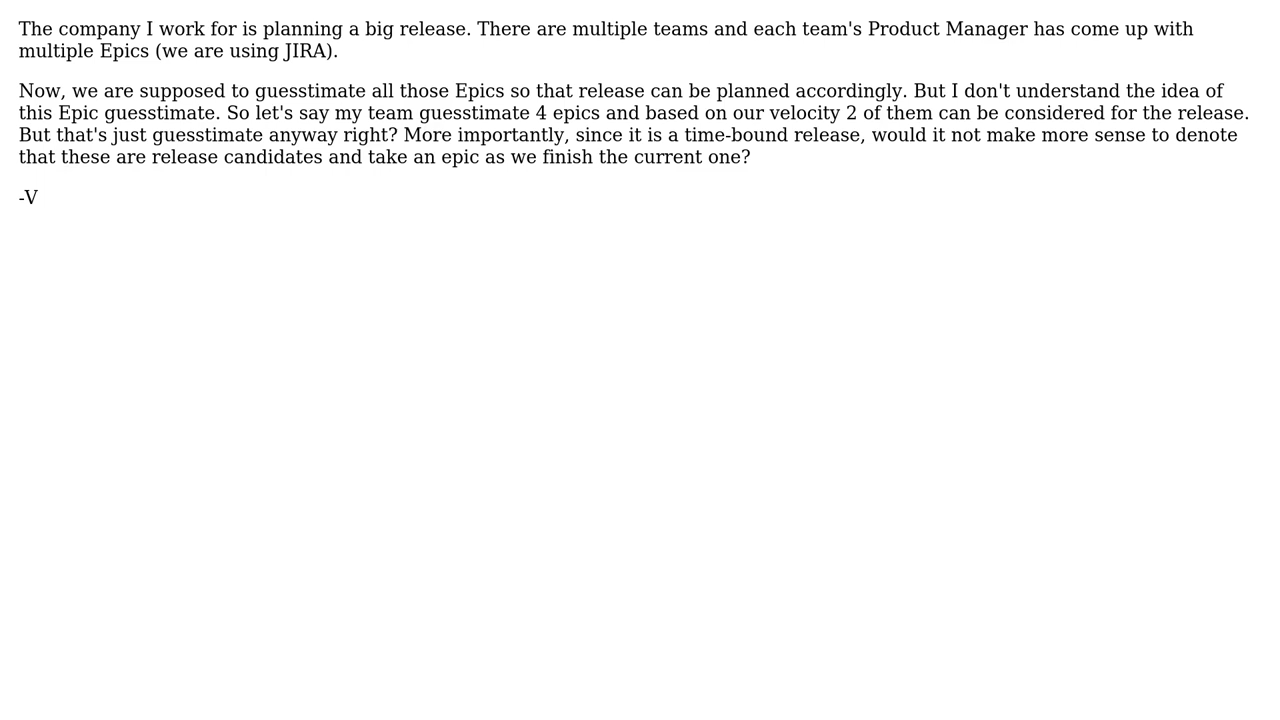 The company I work for is planning a big release. There are multiple teams and each team's Product Manager has come up with
multiple Epics (we are using JIRA).
Now, we are supposed to guesstimate all those Epics so that release can be planned accordingly. But I don't understand the idea of
this Epic guesstimate. So let's say my team guesstimate 4 epics and based on our velocity 2 of them can be considered for the release.
But that's just guesstimate anyway right? More importantly, since it is a time-bound release, would it not make more sense to denote
that these are release candidates and take an epic as we finish the current one?
-V